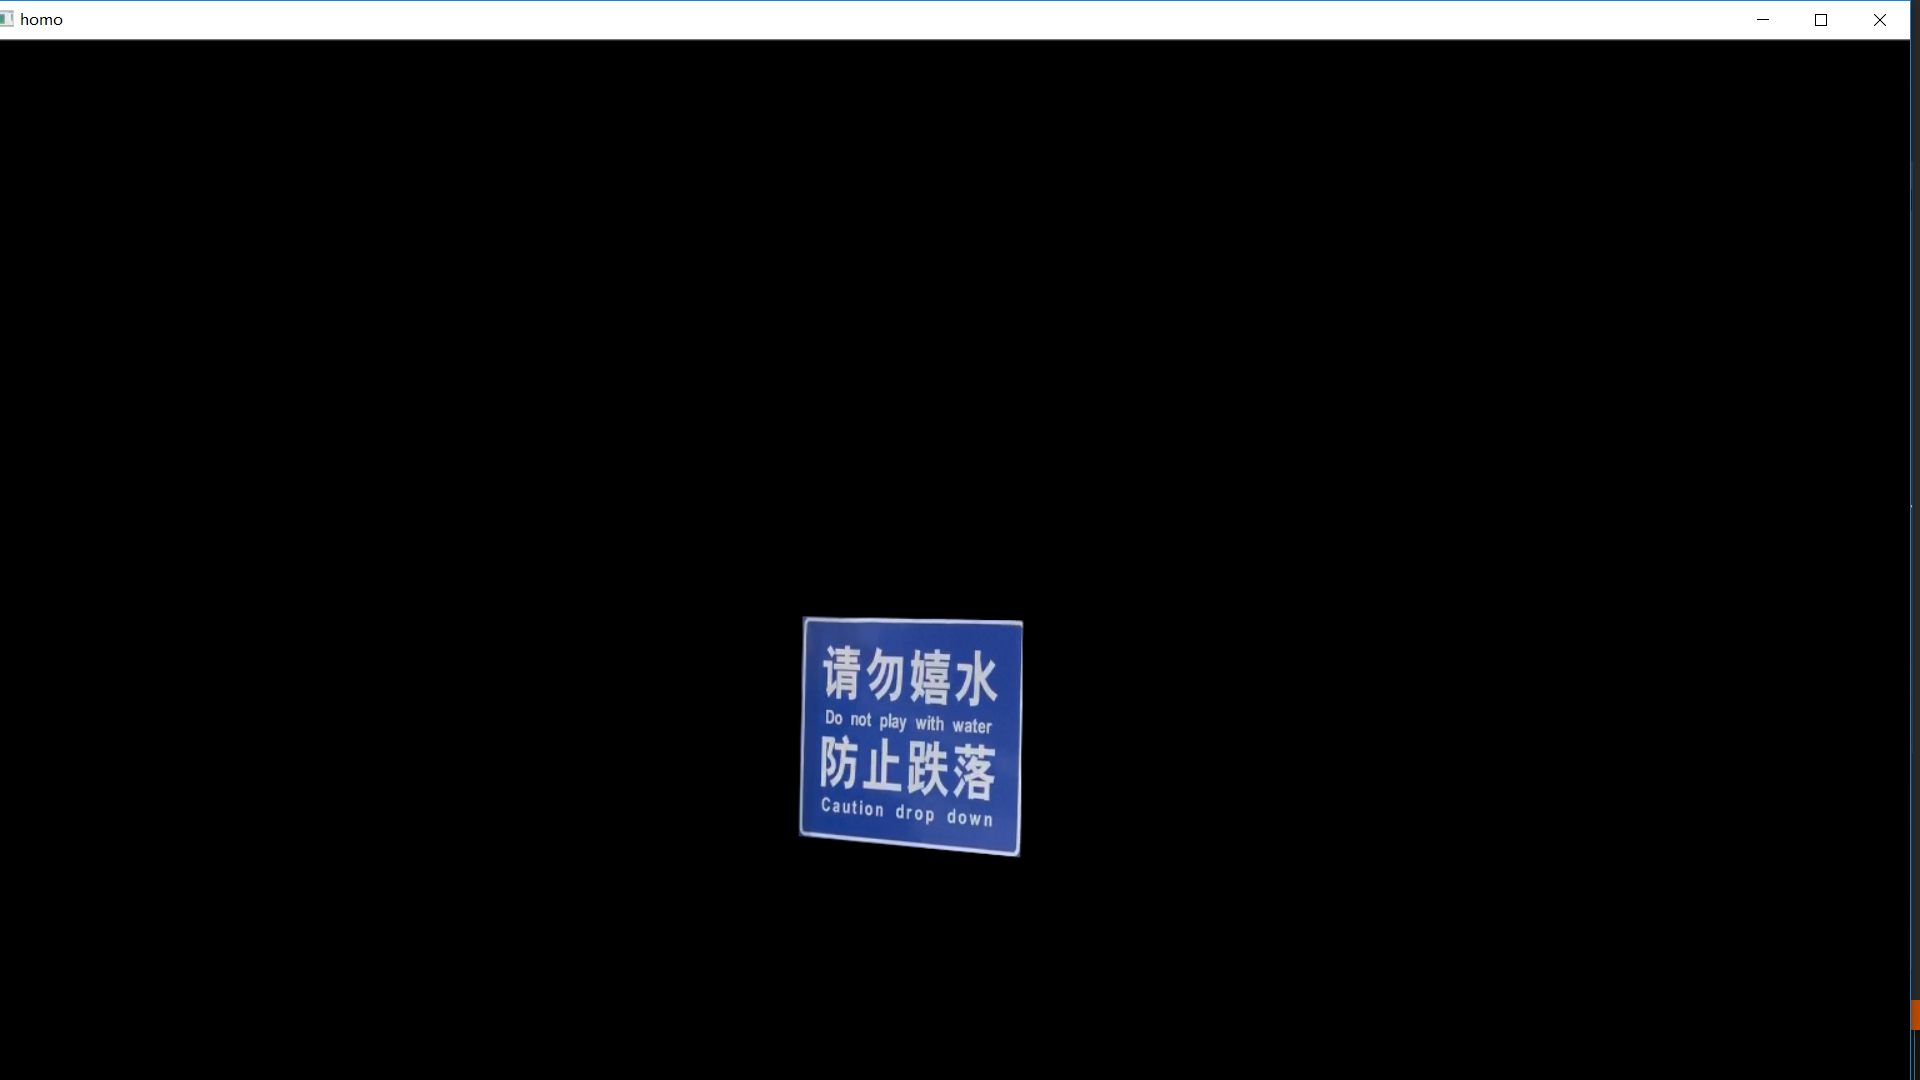 homo
请勿嬉水
Do not play with water
防止跌落
Caution drop down